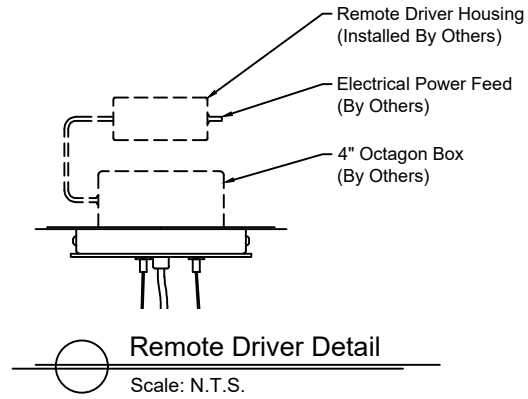 Remote Driver Housing
(Installed By Others)
Electrical Power Feed
(By Others)
4" Octagon Box
(By Others)
Remote Driver Detail
Scale: N.T.S.